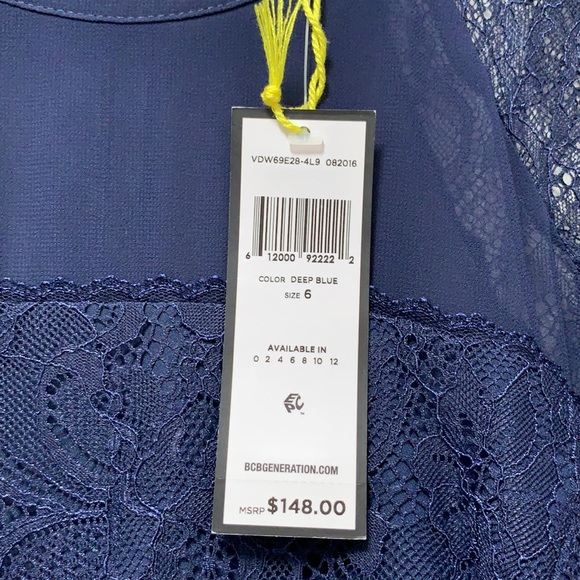 VDW69E28-4L9 082016
6 12000 92222 2
COLOR DEEP BLUE
SIZE 6
AVAILABLE IN
0 2 4 6 8 10 12
BCBGENERATION.COM
MSRP $148.00